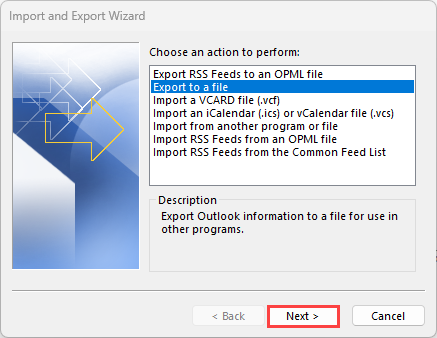 Import and Export Wizard
Choose an action to perform:
Export RSS Feeds to an OPML file
Export to a file
Import a VCARD file (.vcf)
Import an iCalendar (.ics) or vCalendar file (.vcs)
Import from another program or file
Import RSS Feeds from an OPML file
Import RSS Feeds from the Common Feed List
Description
Export Outlook information to a file for use in
other programs.
< Back Next > Cancel